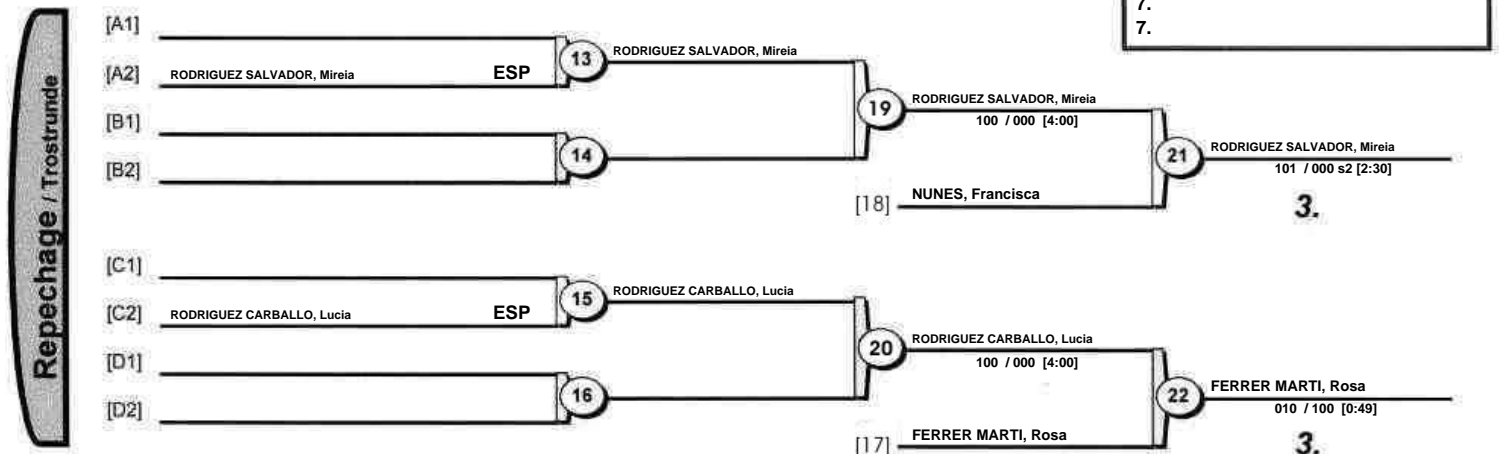 7.
7.
Repechage / Trostrunde
[A1]
[A2] RODRIGUEZ SALVADOR, Mireia ESP
13 RODRIGUEZ SALVADOR, Mireia
[B1]
[B2]
14
19 RODRIGUEZ SALVADOR, Mireia
100 / 000 [4:00]
[18] NUNES, Francisca
21 RODRIGUEZ SALVADOR, Mireia
101 / 000 s2 [2:30]
3.
[C1]
[C2] RODRIGUEZ CARBALLO, Lucia ESP
15 RODRIGUEZ CARBALLO, Lucia
[D1]
[D2]
16
20 RODRIGUEZ CARBALLO, Lucia
100 / 000 [4:00]
[17] FERRER MARTI, Rosa
22 FERRER MARTI, Rosa
010 / 100 [0:49]
3.